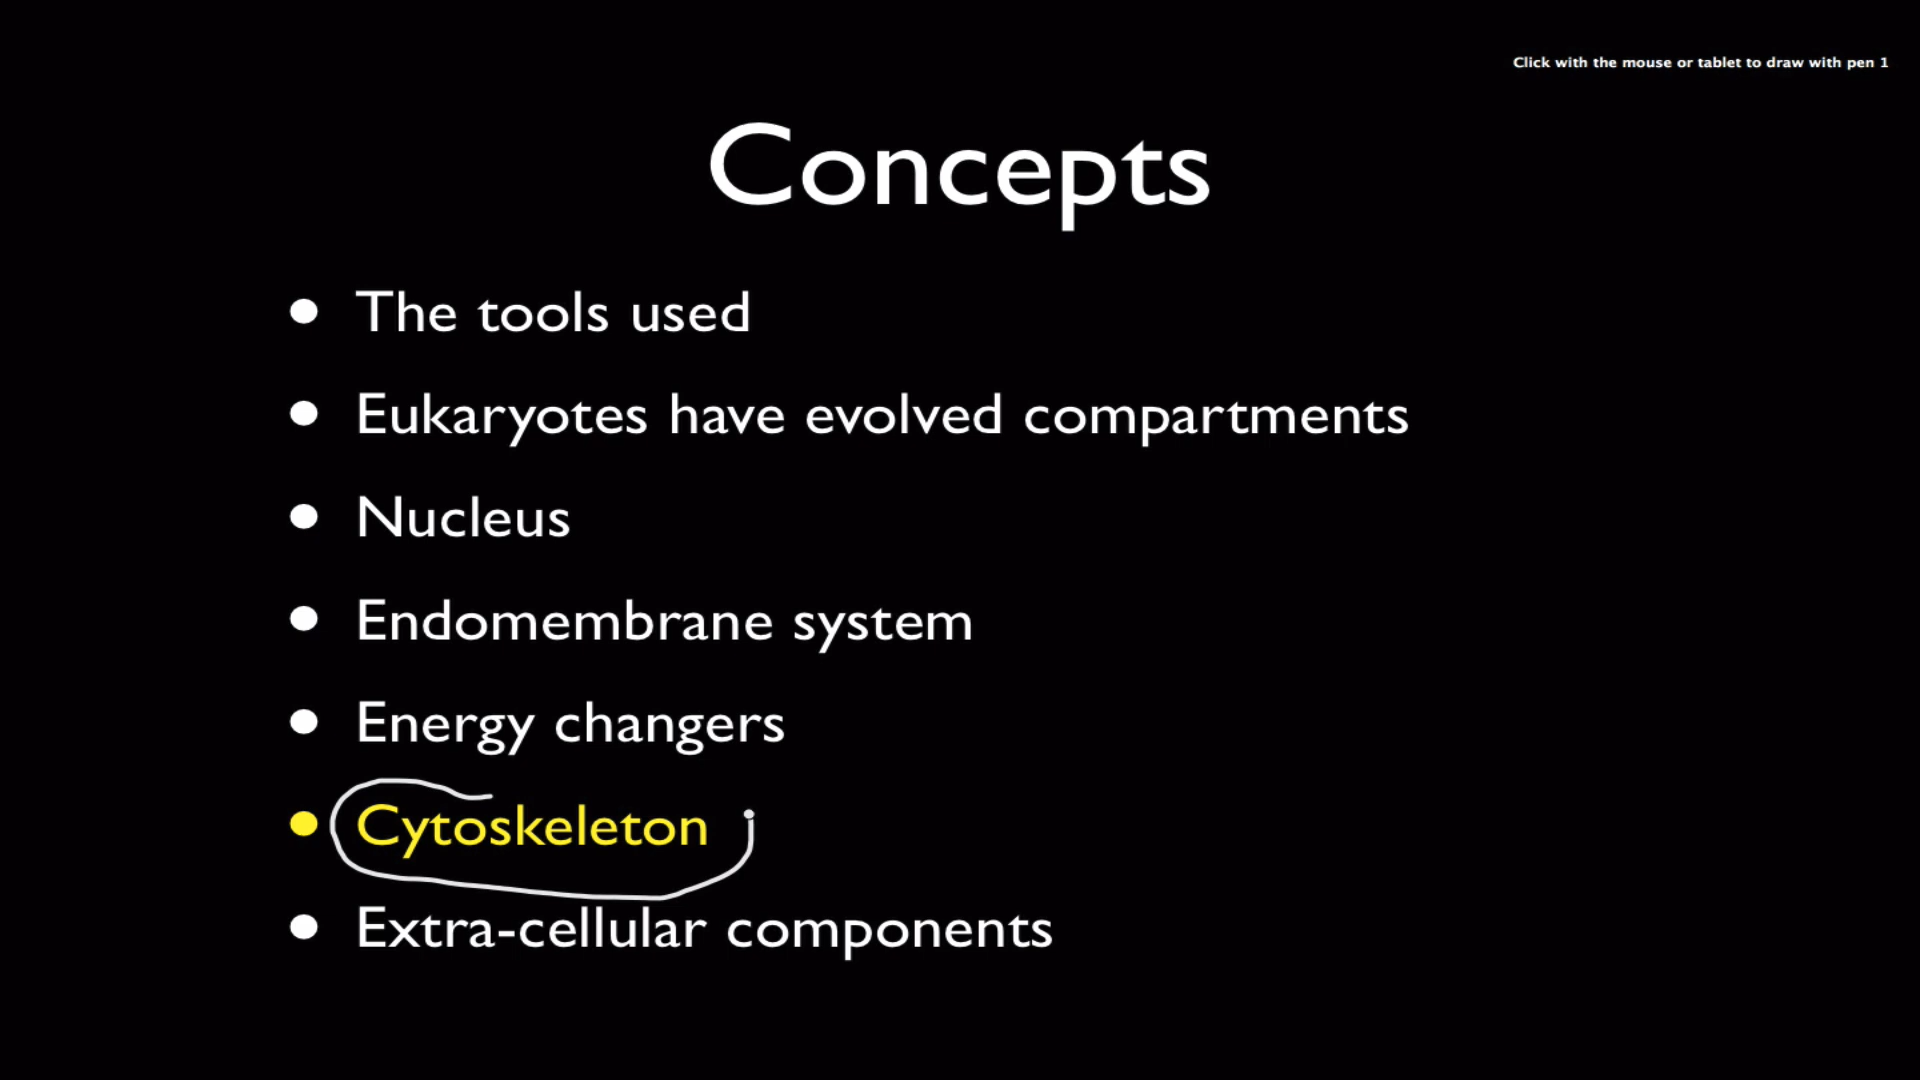 Click with the mouse or tablet to draw with pen 1
Concepts
• The tools used
• Eukaryotes have evolved compartments
• Nucleus
• Endomembrane system
• Energy changers
• Cytoskeleton
• Extra-cellular components